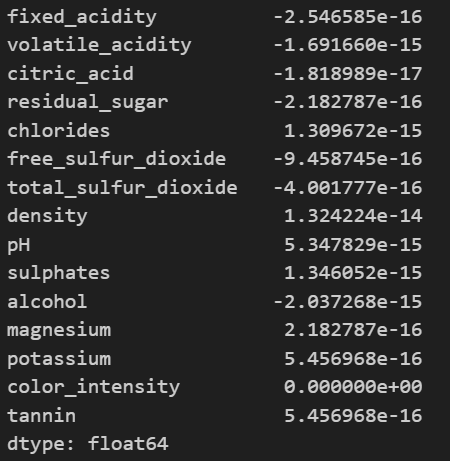 fixed_acidity -2.546585e-16
volatile_acidity -1.691660e-15
citric_acid -1.818989e-17
residual_sugar -2.182787e-16
chlorides 1.309672e-15
free_sulfur_dioxide -9.458745e-16
total_sulfur_dioxide -4.001777e-16
density 1.324224e-14
pH 5.347829e-15
sulphates 1.346052e-15
alcohol -2.037268e-15
magnesium 2.182787e-16
potassium 5.456968e-16
color_intensity 0.000000e+00
tannin 5.456968e-16
dtype: float64